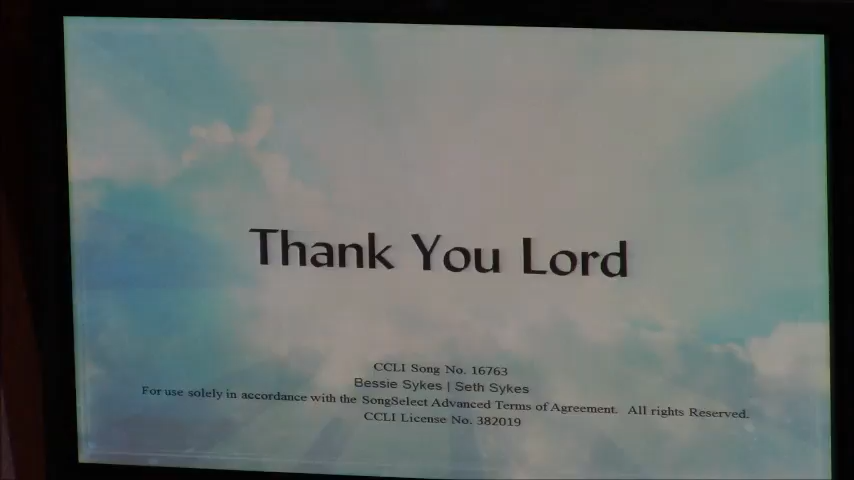 Thank You Lord
CCLI Song No. 16763
Bessie Sykes | Seth Sykes
For use solely in accordance with the SongSelect Advanced Terms of Agreement. All rights Reserved.
CCLI License No. 382019